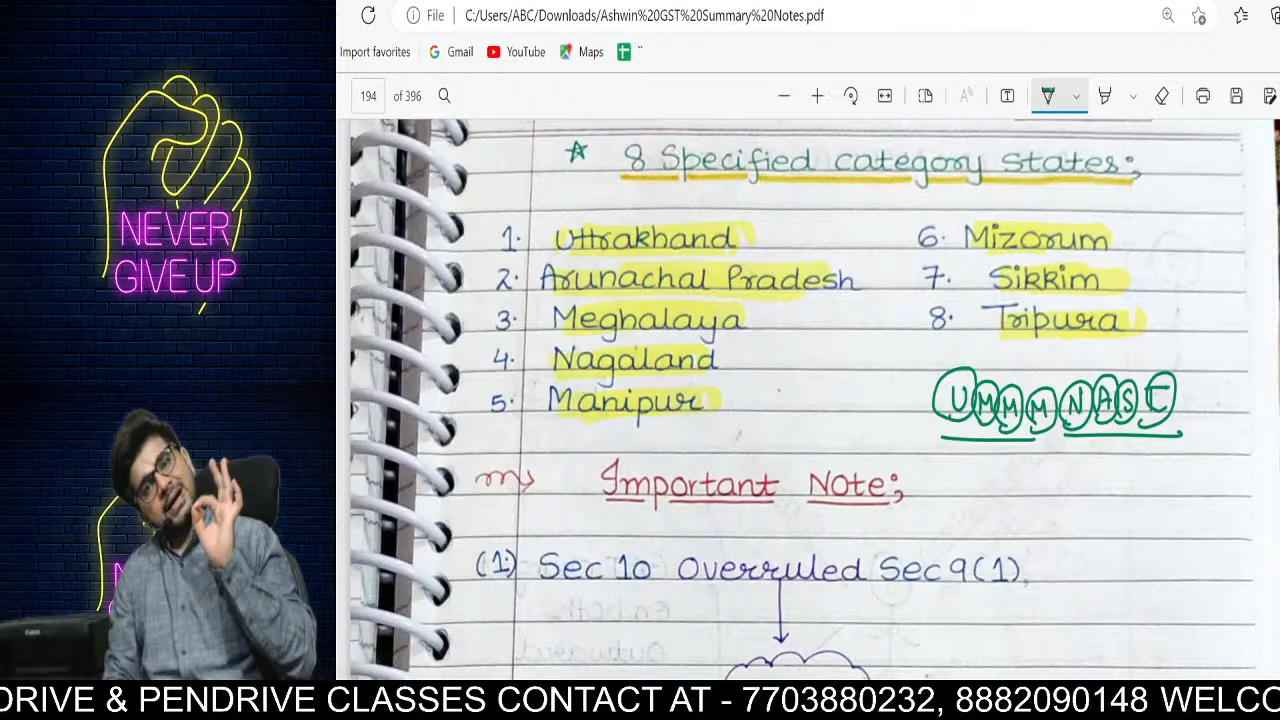 File C:/Users/ABC/Downloads/Ashwin%20GST%20Summary%20Notes.pdf
Import favorites Gmail YouTube Maps
194 of 396
☆ 8 Specified category States;
1. Uttrakhand
2. Arunachal Pradesh
3. Meghalaya
4. Nagaland
5. Manipur
6. Mizorum
7. Sikkim
8. Tripura
UMMMNAST
Important Note;
(1) Sec 10 Overruled Sec 9(1)
NEVER
GIVE UP
DRIVE & PENDRIVE CLASSES CONTACT AT - 7703880232, 8882090148 WELCO